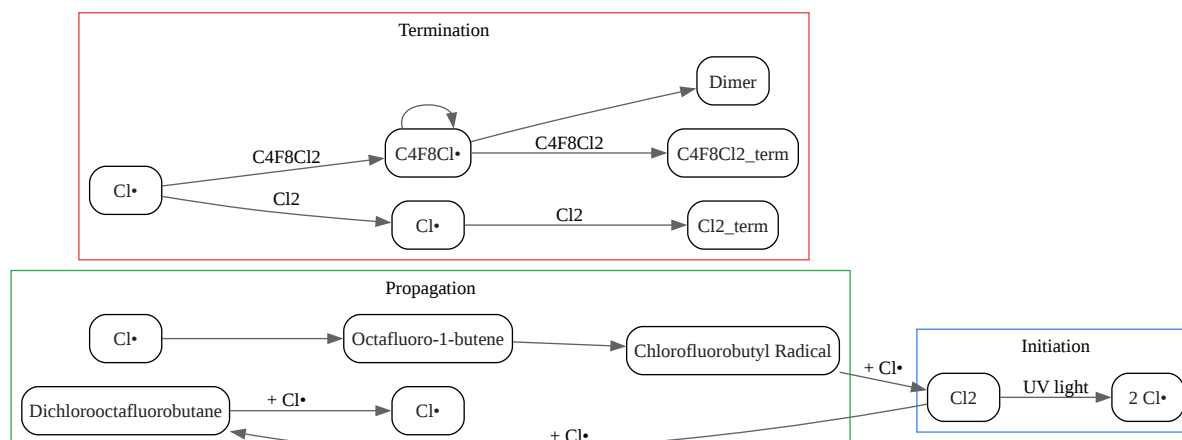 Termination
Dimer
C4F8Cl2
C4F8Cl•
C4F8Cl2
C4F8Cl2_term
Cl•
Cl2
Cl•
Cl2
Cl2_term
Propagation
Cl•
Octafluoro-1-butene
Chlorofluorobutyl Radical
+ Cl•
Initiation
Cl2
UV light
2 Cl•
Dichlorooctafluorobutane
+ Cl•
Cl•
+ Cl•